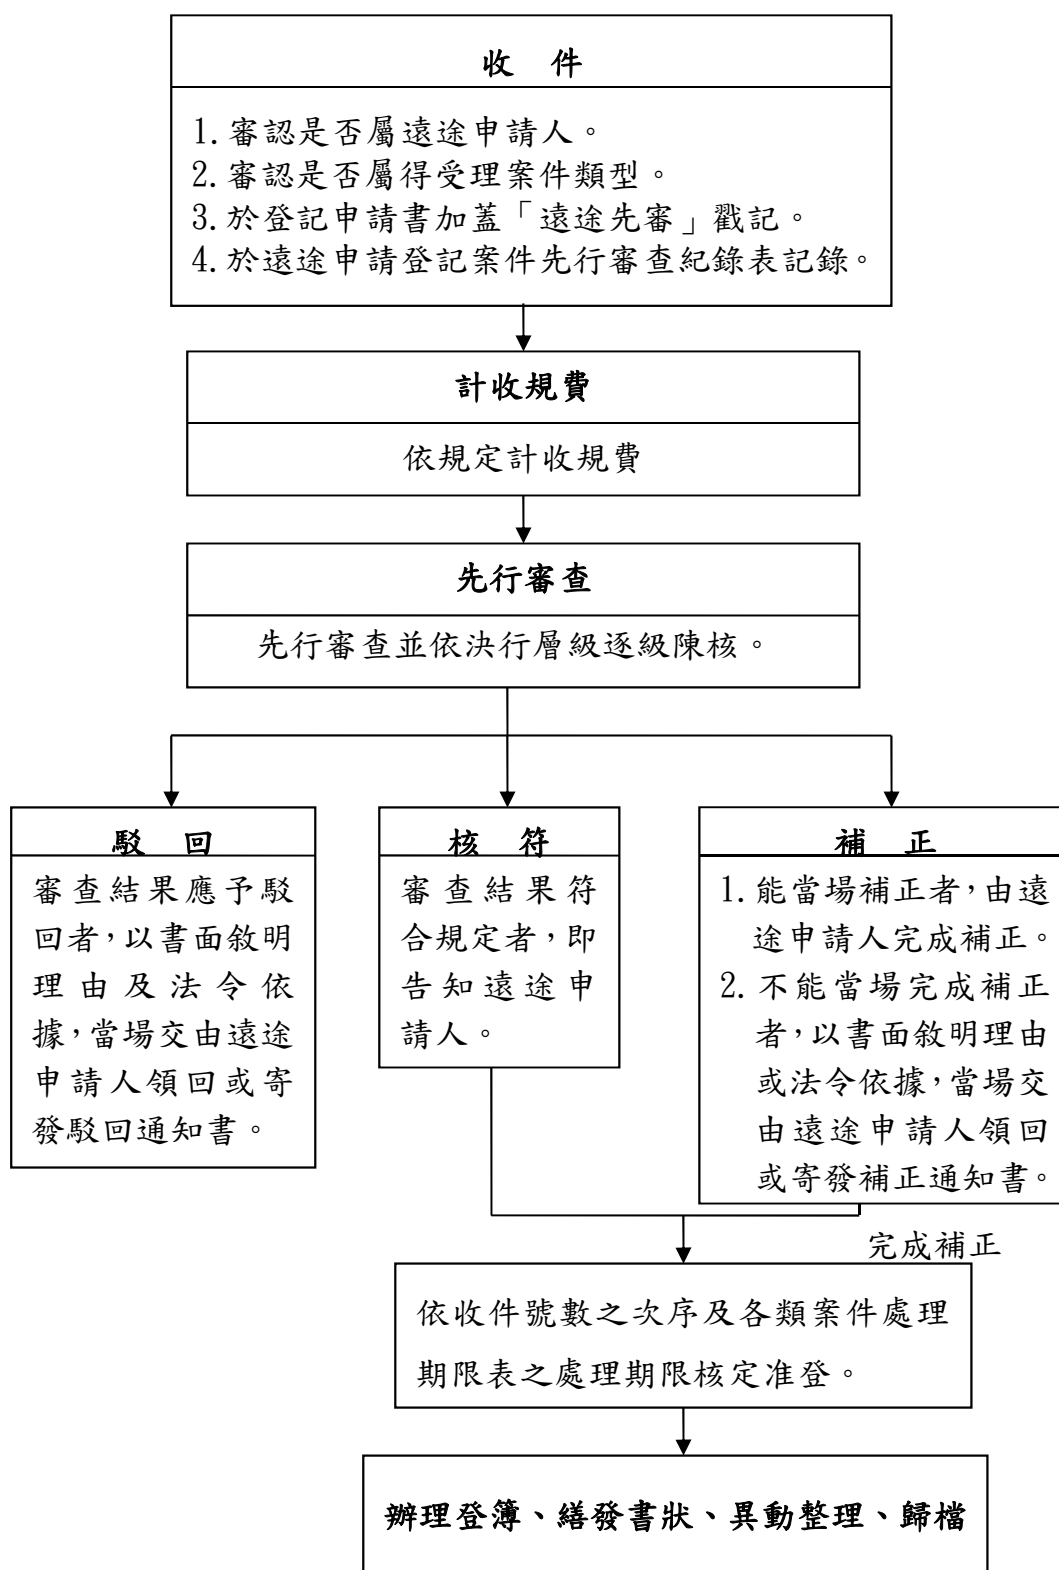 收 件
1.審認是否屬遠途申請人。
2.審認是否屬得受理案件類型。
3.於登記申請書加蓋「遠途先審」戳記。
4.於遠途申請登記案件先行審查紀錄表記錄。
計收規費
依規定計收規費
先行審查
先行審查並依決行層級逐級陳核。
駁 回
審查結果應予駁
回者，以書面敘明
理由及法令依
據，當場交由遠途
申請人領回或寄
發駁回通知書。
核 符
審查結果符
合規定者，即
告知遠途申
請人。
補 正
1.能當場補正者，由遠
途申請人完成補正。
2.不能當場完成補正
者，以書面敘明理由
或法令依據，當場交
由遠途申請人領回
或寄發補正通知書。
完成補正
依收件號數之次序及各類案件處理
期限表之處理期限核定准登。
辦理登簿、繕發書狀、異動整理、歸檔